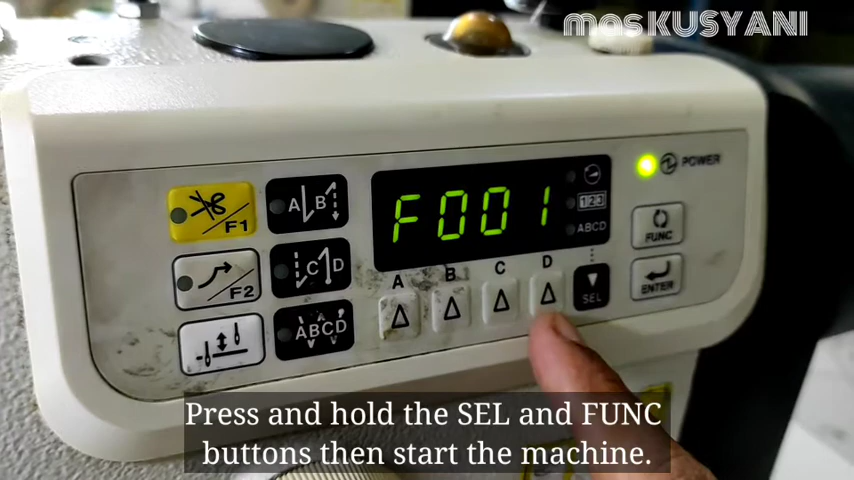 mas KUSYANI
POWER
F1
A B
F001
123
ABCD
FUNC
F2
C D
A B C D
SEL
ENTER
ABCD
Press and hold the SEL and FUNC
buttons then start the machine.